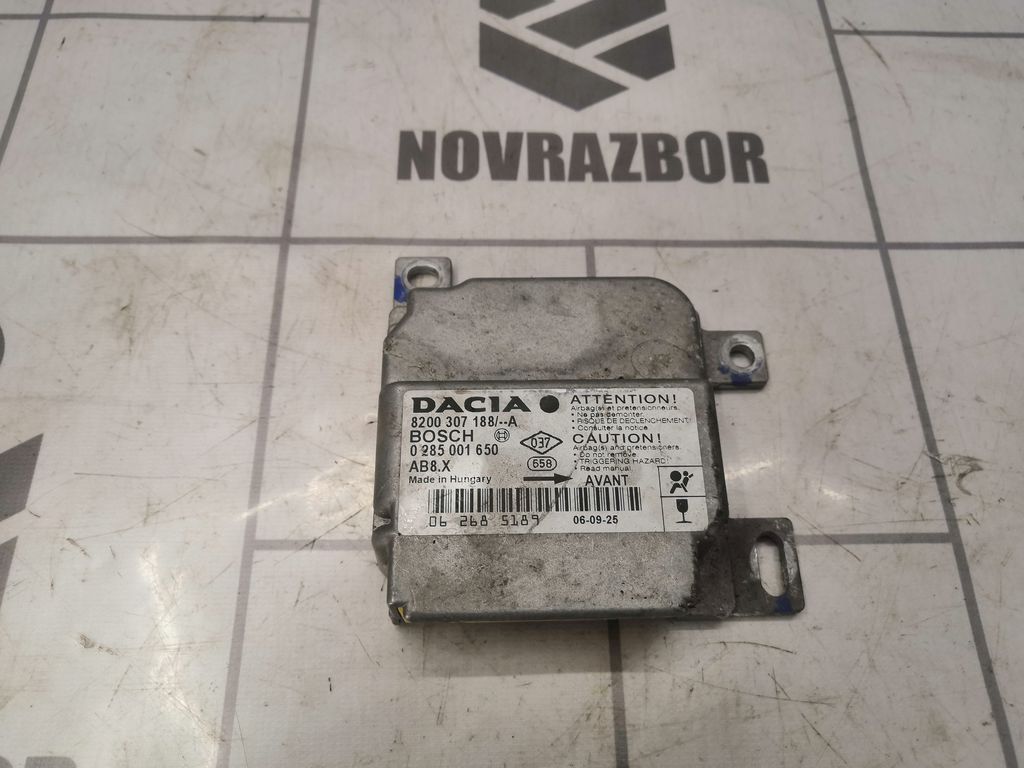 NOVRAZBOR
DACIA
8200 307 188/--A
BOSCH
0 285 001 650
AB8.X
Made in Hungary
037
658
AVANT
ATTENTION!
Airbag(s) et pretensionneurs.
• Ne pas demonter.
• RISQUE DE DECLENCHEMENT!
• Consulter la notice
CAUTION!
Airbag(s) and pretensioners.
• Do not remove.
• TRIGGERING HAZARD!
• Read manual.
06 268 5189
06-09-25